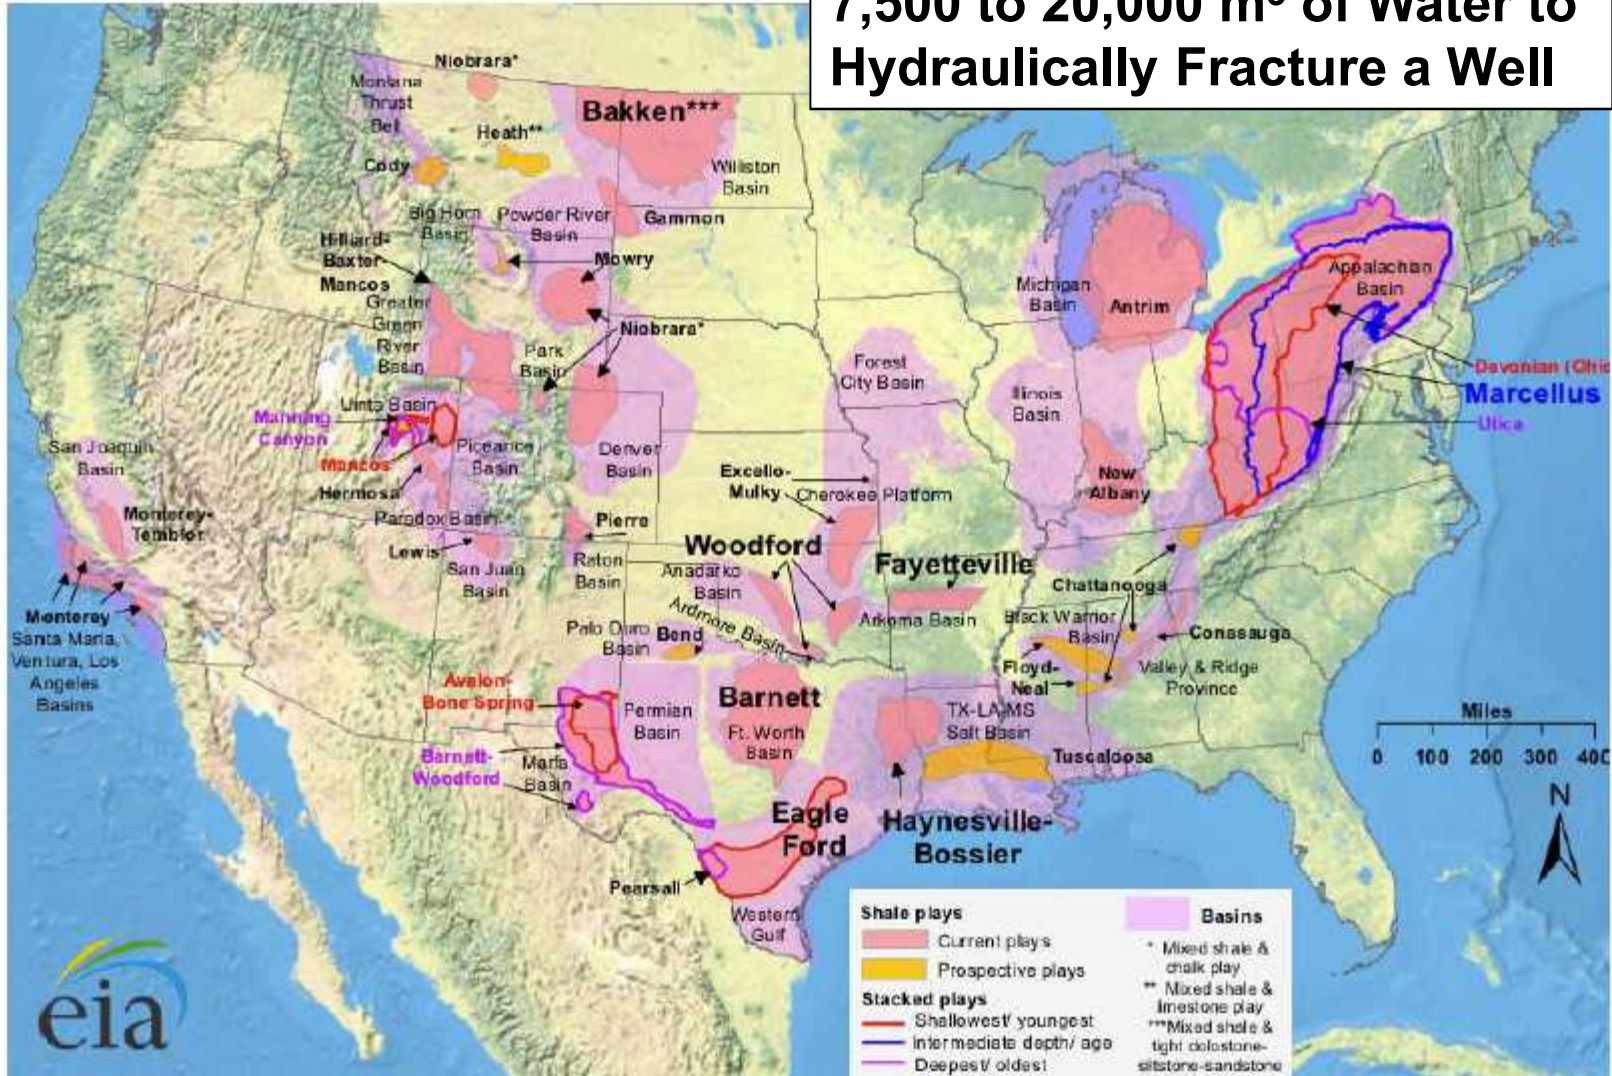 7,500 to 20,000 m³ of Water to
Hydraulically Fracture a Well
Niobrara*
Montana
Thrust
Belt
Bakken***
Heath**
Cody
Williston
Basin
Big Horn
Basin
Powder River
Basin
Gammon
Hilliard-
Baxter-
Mancos
Mowry
Greater
Green
River
Basin
Niobrara*
Park
Basin
Michigan
Basin
Antrim
Appalachian
Basin
Forest
City Basin
Illinois
Basin
Devonian (Ohio
Marcellus
Utica
Uinta Basin
Manning
Canyon
Mancos
Piceance
Basin
Denver
Basin
San Joaquin
Basin
Hermosa
Excello-
Mulky
Cherokee Platform
New
Albany
Monterey-
Temblor
Paradox Basin
Pierre
Lewis
San Juan
Basin
Raton
Basin
Woodford
Anadarko
Basin
Fayetteville
Chattanooga
Ardmore Basin
Arkoma Basin
Black Warrior
Basin
Conasauga
Monterey
Santa Maria,
Ventura, Los
Angeles
Basins
Palo Duro
Basin
Bend
Floyd-
Neal
Valley & Ridge
Province
Avalon-
Bone Spring
Permian
Basin
Barnett
Ft. Worth
Basin
TX-LA-MS
Salt Basin
Tuscaloosa
Barnett-
Woodford
Marfa
Basin
Eagle
Ford
Haynesville-
Bossier
Pearsall
Western
Gulf
Miles
0 100 200 300 400
N
Shale plays
Current plays
Prospective plays
Stacked plays
Shallowest/ youngest
Intermediate depth/ age
Deepest/ oldest
Basins
* Mixed shale &
chalk play
** Mixed shale &
limestone play
***Mixed shale &
tight dolostone-
siltstone-sandstone
eia